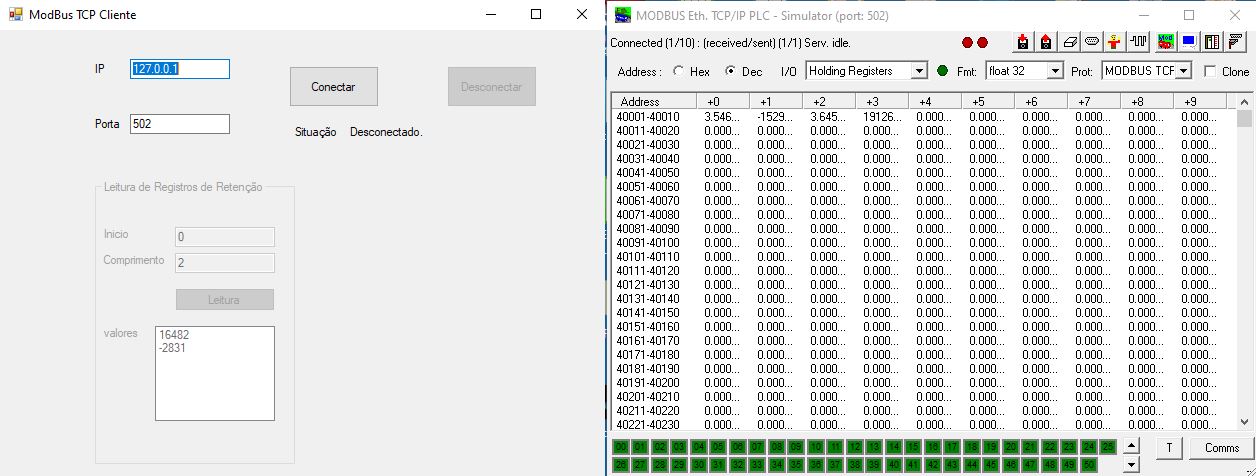 ModBus TCP Cliente
IP 127.0.0.1
Conectar Desconectar
Porta 502
Situação Desconectado.
Leitura de Registros de Retenção
Inicio 0
Comprimento 2
Leitura
valores 16482
-2831
MODBUS Eth. TCP/IP PLC - Simulator (port: 502)
Connected (1/10) : (received/sent) (1/1) Serv. idle.
Address : Hex Dec I/O Holding Registers Fmt: float 32 Prot: MODBUS TCP Clone
Address +0 +1 +2 +3 +4 +5 +6 +7 +8 +9
40001-40010 3.546... -1529... 3.645... 19126... 0.000... 0.000... 0.000... 0.000... 0.000... 0.000...
40011-40020 0.000... 0.000... 0.000... 0.000... 0.000... 0.000... 0.000... 0.000... 0.000... 0.000...
40021-40030 0.000... 0.000... 0.000... 0.000... 0.000... 0.000... 0.000... 0.000... 0.000... 0.000...
40031-40040 0.000... 0.000... 0.000... 0.000... 0.000... 0.000... 0.000... 0.000... 0.000... 0.000...
40041-40050 0.000... 0.000... 0.000... 0.000... 0.000... 0.000... 0.000... 0.000... 0.000... 0.000...
40051-40060 0.000... 0.000... 0.000... 0.000... 0.000... 0.000... 0.000... 0.000... 0.000... 0.000...
40061-40070 0.000... 0.000... 0.000... 0.000... 0.000... 0.000... 0.000... 0.000... 0.000... 0.000...
40071-40080 0.000... 0.000... 0.000... 0.000... 0.000... 0.000... 0.000... 0.000... 0.000... 0.000...
40081-40090 0.000... 0.000... 0.000... 0.000... 0.000... 0.000... 0.000... 0.000... 0.000... 0.000...
40091-40100 0.000... 0.000... 0.000... 0.000... 0.000... 0.000... 0.000... 0.000... 0.000... 0.000...
40101-40110 0.000... 0.000... 0.000... 0.000... 0.000... 0.000... 0.000... 0.000... 0.000... 0.000...
40111-40120 0.000... 0.000... 0.000... 0.000... 0.000... 0.000... 0.000... 0.000... 0.000... 0.000...
40121-40130 0.000... 0.000... 0.000... 0.000... 0.000... 0.000... 0.000... 0.000... 0.000... 0.000...
40131-40140 0.000... 0.000... 0.000... 0.000... 0.000... 0.000... 0.000... 0.000... 0.000... 0.000...
40141-40150 0.000... 0.000... 0.000... 0.000... 0.000... 0.000... 0.000... 0.000... 0.000... 0.000...
40151-40160 0.000... 0.000... 0.000... 0.000... 0.000... 0.000... 0.000... 0.000... 0.000... 0.000...
40161-40170 0.000... 0.000... 0.000... 0.000... 0.000... 0.000... 0.000... 0.000... 0.000... 0.000...
40171-40180 0.000... 0.000... 0.000... 0.000... 0.000... 0.000... 0.000... 0.000... 0.000... 0.000...
40181-40190 0.000... 0.000... 0.000... 0.000... 0.000... 0.000... 0.000... 0.000... 0.000... 0.000...
40191-40200 0.000... 0.000... 0.000... 0.000... 0.000... 0.000... 0.000... 0.000... 0.000... 0.000...
40201-40210 0.000... 0.000... 0.000... 0.000... 0.000... 0.000... 0.000... 0.000... 0.000... 0.000...
40211-40220 0.000... 0.000... 0.000... 0.000... 0.000... 0.000... 0.000... 0.000... 0.000... 0.000...
40221-40230 0.000... 0.000... 0.000... 0.000... 0.000... 0.000... 0.000... 0.000... 0.000... 0.000...
00 01 02 03 04 05 06 07 08 09 10 11 12 13 14 15 16 17 18 19 20 21 22 23 24 25
26 27 28 29 30 31 32 33 34 35 36 37 38 39 40 41 42 43 44 45 46 47 48 49 50
T Comms